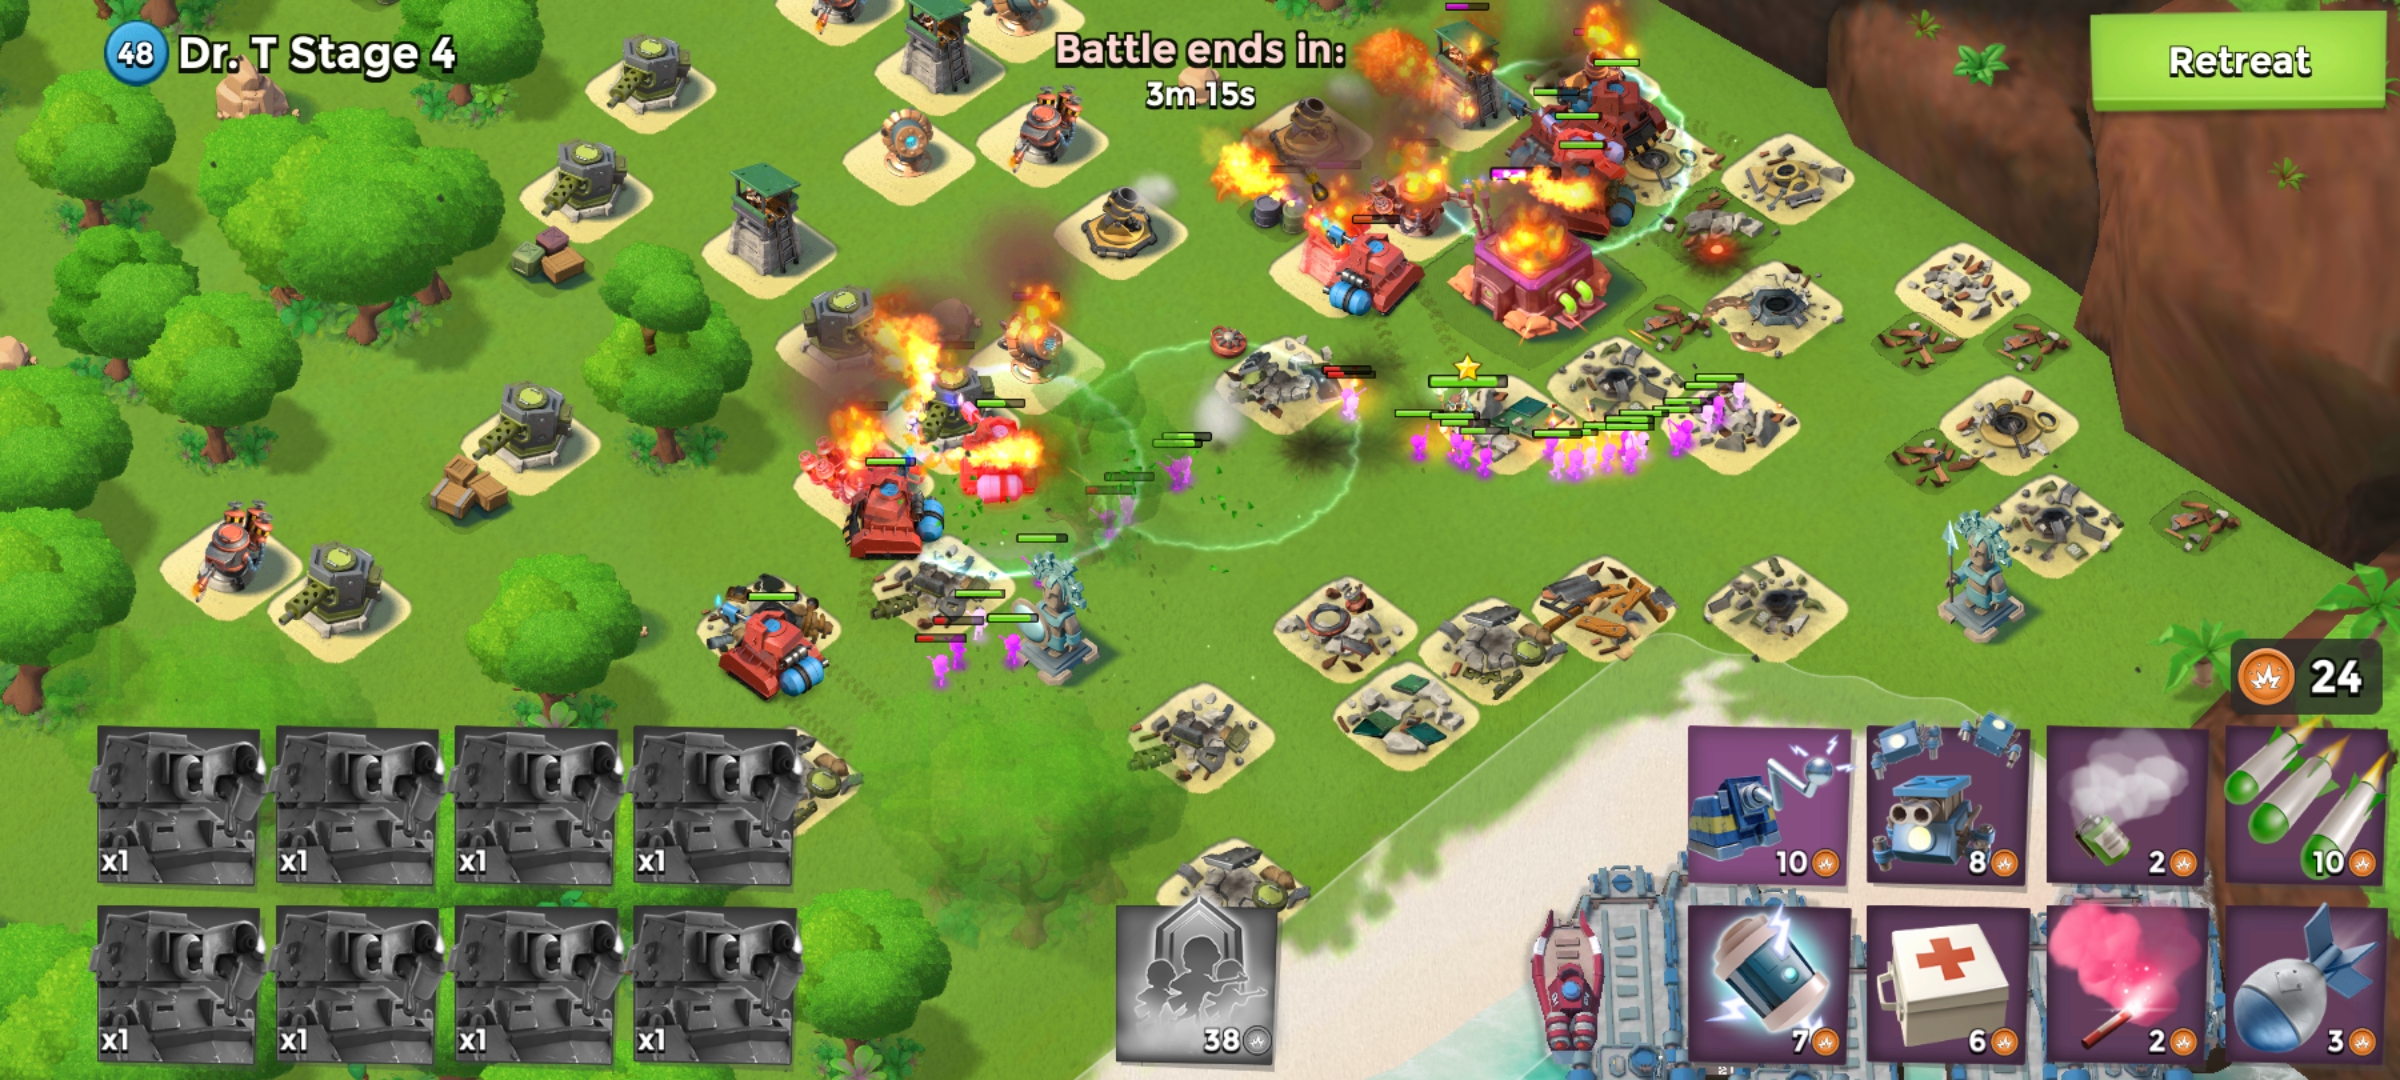 48 Dr. T Stage 4
Battle ends in:
3m 15s
Retreat
24
x1 x1 x1 x1
10 8 2 10
x1 x1 x1 x1
38
7 6 2 3